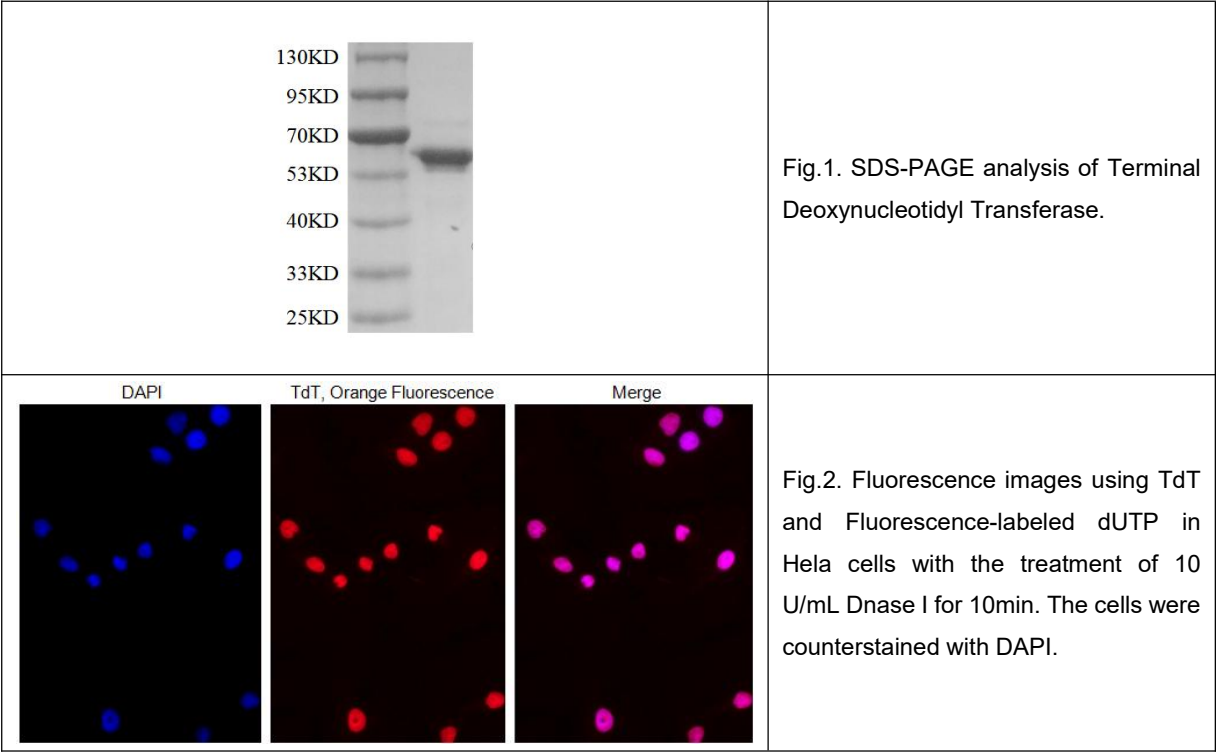 130KD
95KD
70KD
53KD
40KD
33KD
25KD
Fig.1. SDS-PAGE analysis of Terminal
Deoxynucleotidyl Transferase.
DAPI
TdT, Orange Fluorescence
Merge
Fig.2. Fluorescence images using TdT
and Fluorescence-labeled dUTP in
Hela cells with the treatment of 10
U/mL Dnase I for 10min. The cells were
counterstained with DAPI.